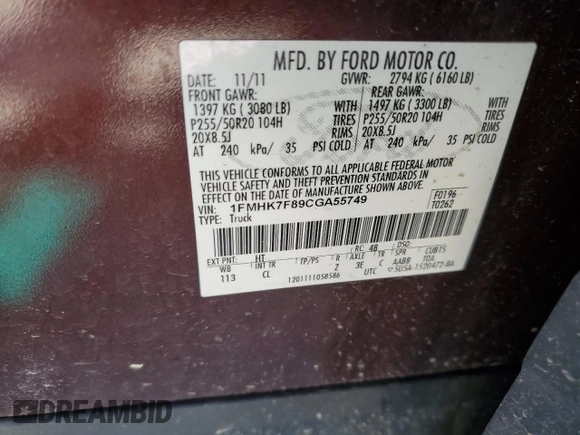 MFD. BY FORD MOTOR CO.
DATE: 11/11 GVWR: 2794 KG ( 6160 LB)
FRONT GAWR: REAR GAWR:
1397 KG ( 3080 LB) WITH 1497 KG ( 3300 LB) WITH
P255/50R20 104H TIRES P255/50R20 104H TIRES
20X8.5J RIMS 20X8.5J RIMS
AT 240 kPa/ 35 PSI COLD AT 240 kPa/ 35 PSI COLD
THIS VEHICLE CONFORMS TO ALL APPLICABLE FEDERAL MOTOR
VEHICLE SAFETY AND THEFT PREVENTION STANDARDS IN
EFFECT ON THE DATE OF MANUFACTURE SHOWN ABOVE.
VIN: 1FMHK7F89CGA55749 F0196
TYPE: Truck T0262
EXT PNT: HT RC: 48 DSO:
WB INT TR TP/PS R AXLE TR SPR CUB15
113 CL Z 3E C AABB TOA
1201111058586 UTC 5U5A-1520472-BA
DREAMBID